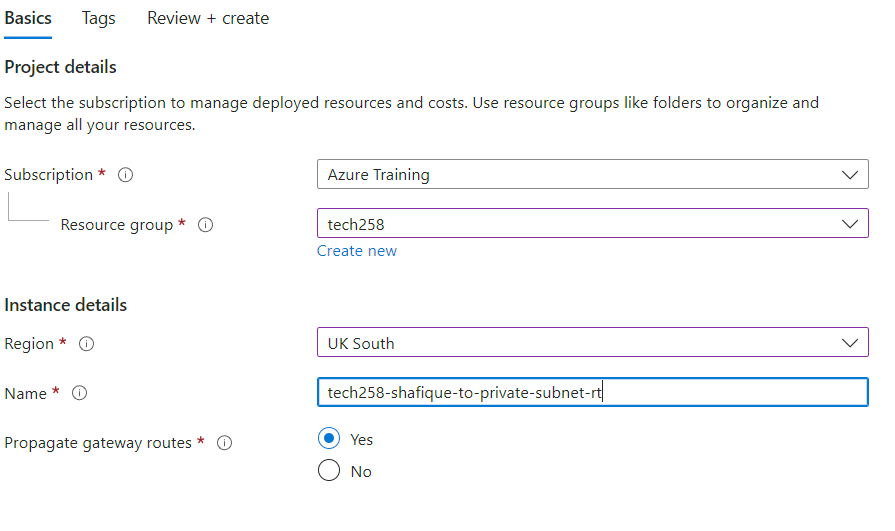 Basics Tags Review + create
Project details
Select the subscription to manage deployed resources and costs. Use resource groups like folders to organize and
manage all your resources.
Subscription * Azure Training
Resource group * tech258
Create new
Instance details
Region * UK South
Name * tech258-shafique-to-private-subnet-rt
Propagate gateway routes * Yes
No